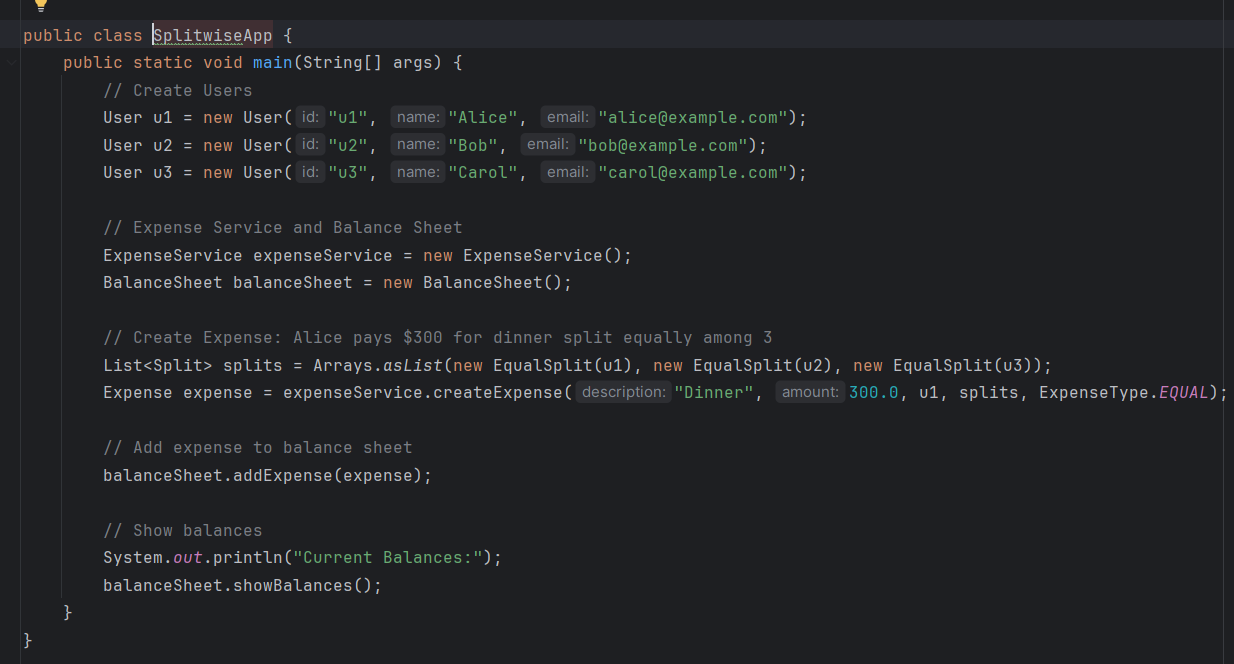 public class SplitwiseApp {
    public static void main(String[] args) {
        // Create Users
        User u1 = new User( id: "u1",  name: "Alice",  email: "alice@example.com");
        User u2 = new User( id: "u2",  name: "Bob",  email: "bob@example.com");
        User u3 = new User( id: "u3",  name: "Carol",  email: "carol@example.com");

        // Expense Service and Balance Sheet
        ExpenseService expenseService = new ExpenseService();
        BalanceSheet balanceSheet = new BalanceSheet();

        // Create Expense: Alice pays $300 for dinner split equally among 3
        List<Split> splits = Arrays.asList(new EqualSplit(u1), new EqualSplit(u2), new EqualSplit(u3));
        Expense expense = expenseService.createExpense( description: "Dinner",  amount: 300.0, u1, splits, ExpenseType.EQUAL);

        // Add expense to balance sheet
        balanceSheet.addExpense(expense);

        // Show balances
        System.out.println("Current Balances:");
        balanceSheet.showBalances();
    }
}